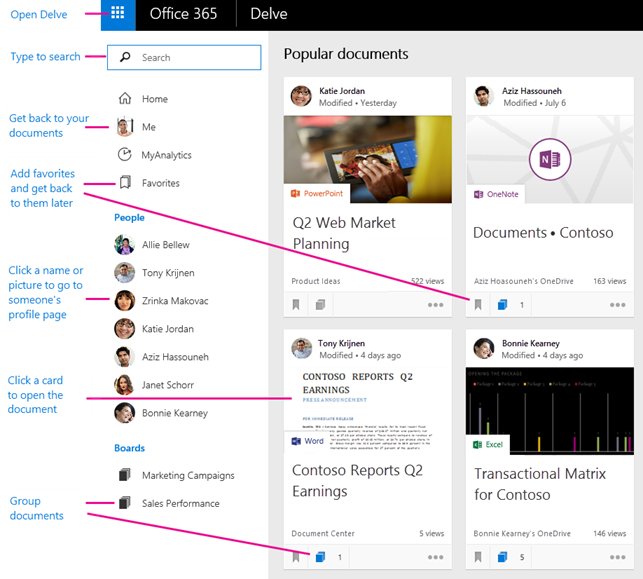 Open Delve
Office 365
Delve
Type to search
Search
Popular documents
Home
Get back to your
documents
Me
MyAnalytics
Add favorites
and get back
to them later
Favorites
People
Allie Bellew
Tony Krijnen
Click a name or
picture to go to
someone's
profile page
Zrinka Makovac
Katie Jordan
Aziz Hassouneh
Click a card
to open the
document
Janet Schorr
Bonnie Kearney
Boards
Marketing Campaigns
Group
documents
Sales Performance
Katie Jordan
Modified • Yesterday
PowerPoint
Q2 Web Market
Planning
Product Ideas
522 views
Aziz Hassouneh
Modified • July 6
N
OneNote
Documents • Contoso
Aziz Hoasouneh's OneDrive
163 views
1
Tony Krijnen
Modified • 4 days ago
CONTOSO REPORTS Q2
EARNINGS
PRESS ANNOUNCEMENT
FOR IMMEDIATE RELEASE
Word
Contoso Reports Q2
Earnings
Document Center
5 views
1
Bonnie Kearney
Modified • 4 days ago
OPENING THE PACKAGE
Excel
Transactional Matrix
for Contoso
Bonnie Kearney's OneDrive
146 views
5